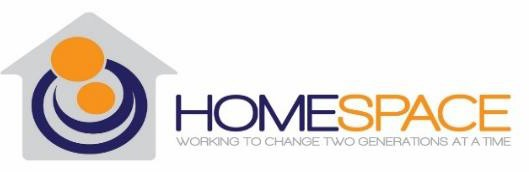 HOMESPACE
WORKING TO CHANGE TWO GENERATIONS AT A TIME